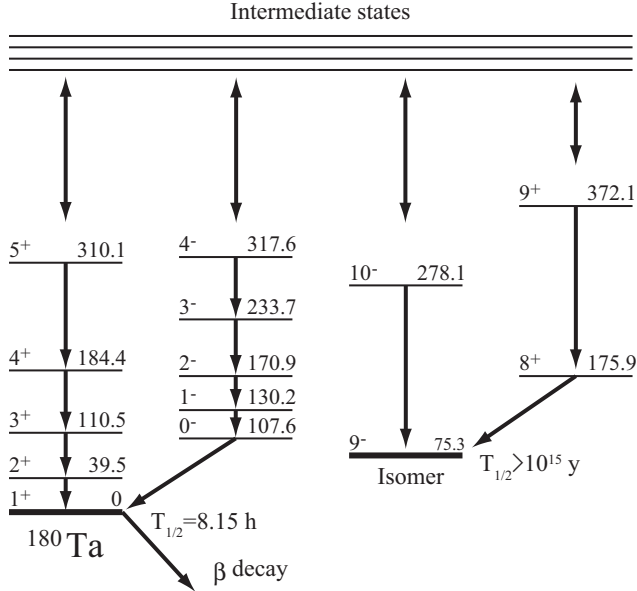 Intermediate states
9⁺ 372.1
5⁺ 310.1
4⁻ 317.6
10⁻ 278.1
3⁻ 233.7
4⁺ 184.4
2⁻ 170.9
8⁺ 175.9
1⁻ 130.2
3⁺ 110.5
0⁻ 107.6
9⁻ 75.3
2⁺ 39.5
Isomer
T₁/₂>10¹⁵ y
1⁺ 0
T₁/₂=8.15 h
¹⁸⁰Ta
β decay